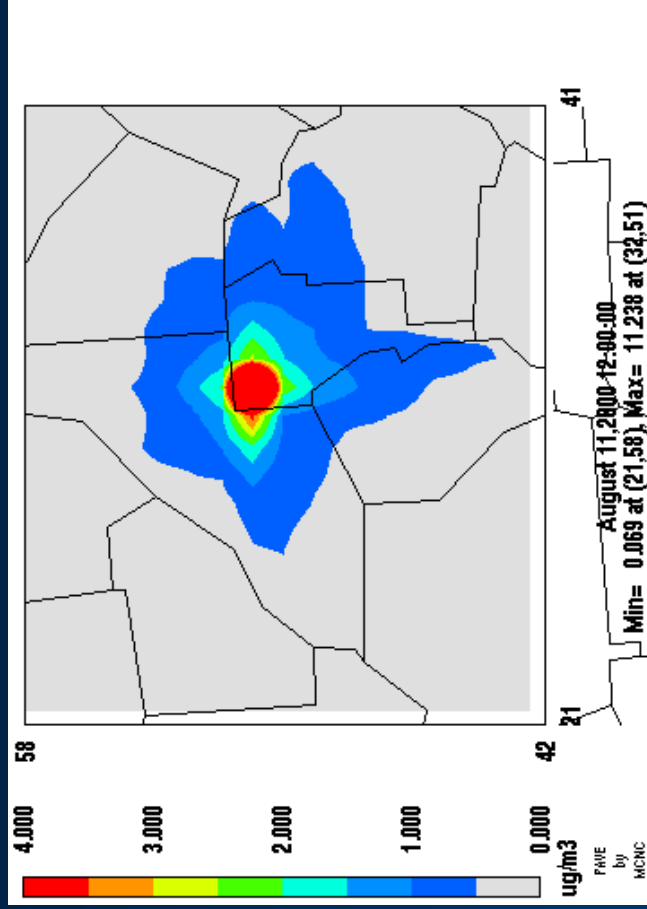 58
42
21
41
4.000
3.000
2.000
1.000
0.000
ug/m3
PAVE
by
MCNC
August 11,2000 12:00:00
Min= 0.069 at (21,58), Max= 11.238 at (32,51)